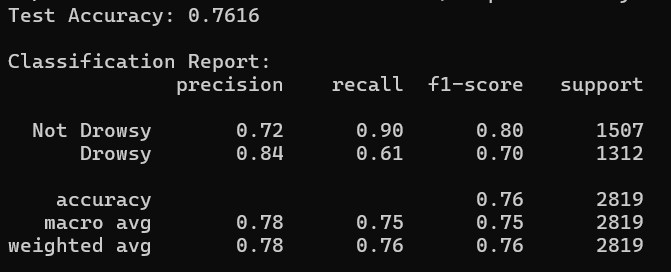 Test Accuracy: 0.7616
Classification Report:
precision recall f1-score support
Not Drowsy 0.72 0.90 0.80 1507
Drowsy 0.84 0.61 0.70 1312
accuracy 0.76 2819
macro avg 0.78 0.75 0.75 2819
weighted avg 0.78 0.76 0.76 2819